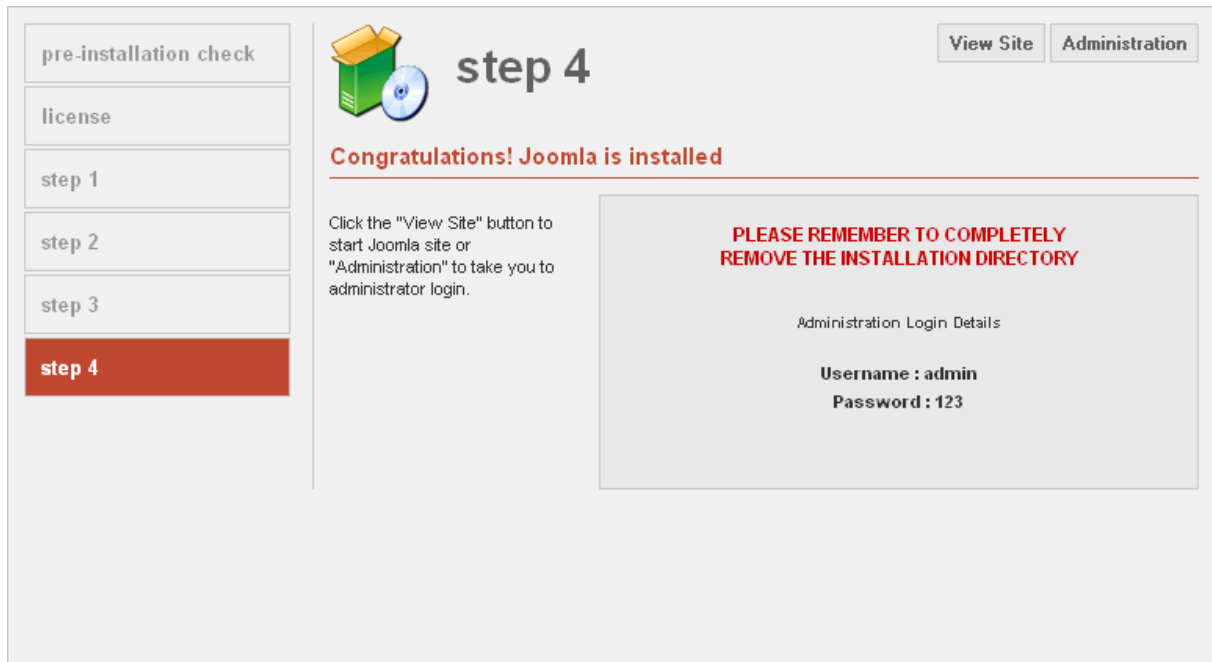 pre-installation check
license
step 1
step 2
step 3
step 4
step 4
View Site
Administration
Congratulations! Joomla is installed
Click the "View Site" button to
start Joomla site or
"Administration" to take you to
administrator login.
PLEASE REMEMBER TO COMPLETELY
REMOVE THE INSTALLATION DIRECTORY
Administration Login Details
Username : admin
Password : 123